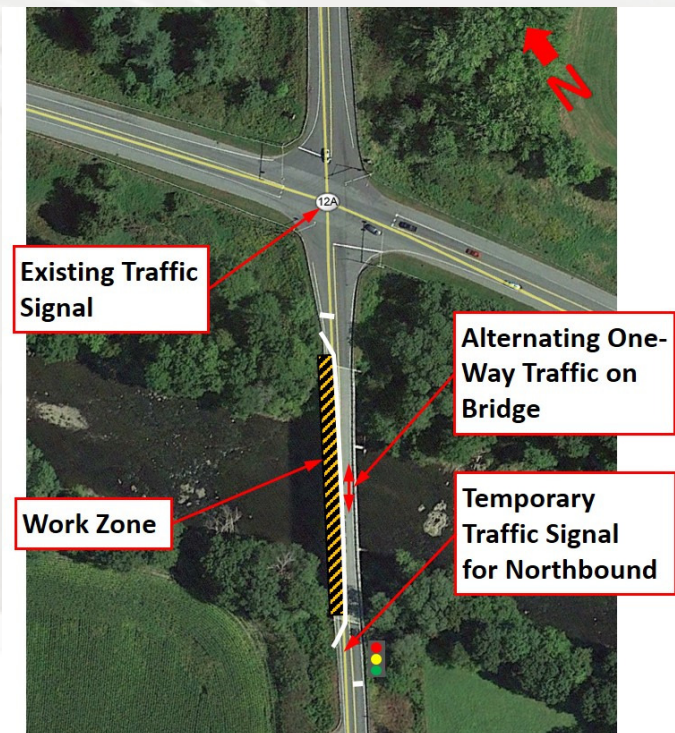 N
12A
Existing Traffic
Signal
Alternating One-
Way Traffic on
Bridge
Work Zone
Temporary
Traffic Signal
for Northbound